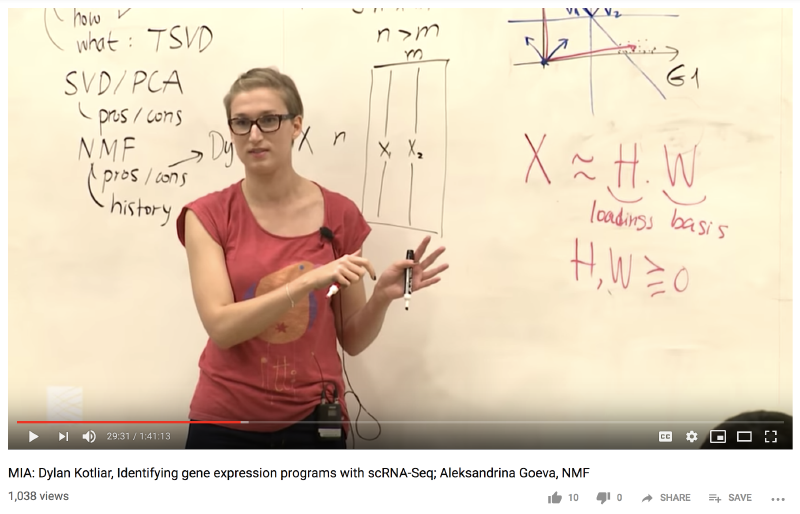 how
what : TSVD
SVD/PCA
pros/cons
NMF
pros/cons
history
Dy
X
n
n>m
m
X₁ X₂
V₂
G1
X ≈ H . W
loadings basis
H, W ≧ 0
29:31 / 1:41:13
CC
MIA: Dylan Kotliar, Identifying gene expression programs with scRNA-Seq; Aleksandrina Goeva, NMF
1,038 views
10 0 SHARE SAVE